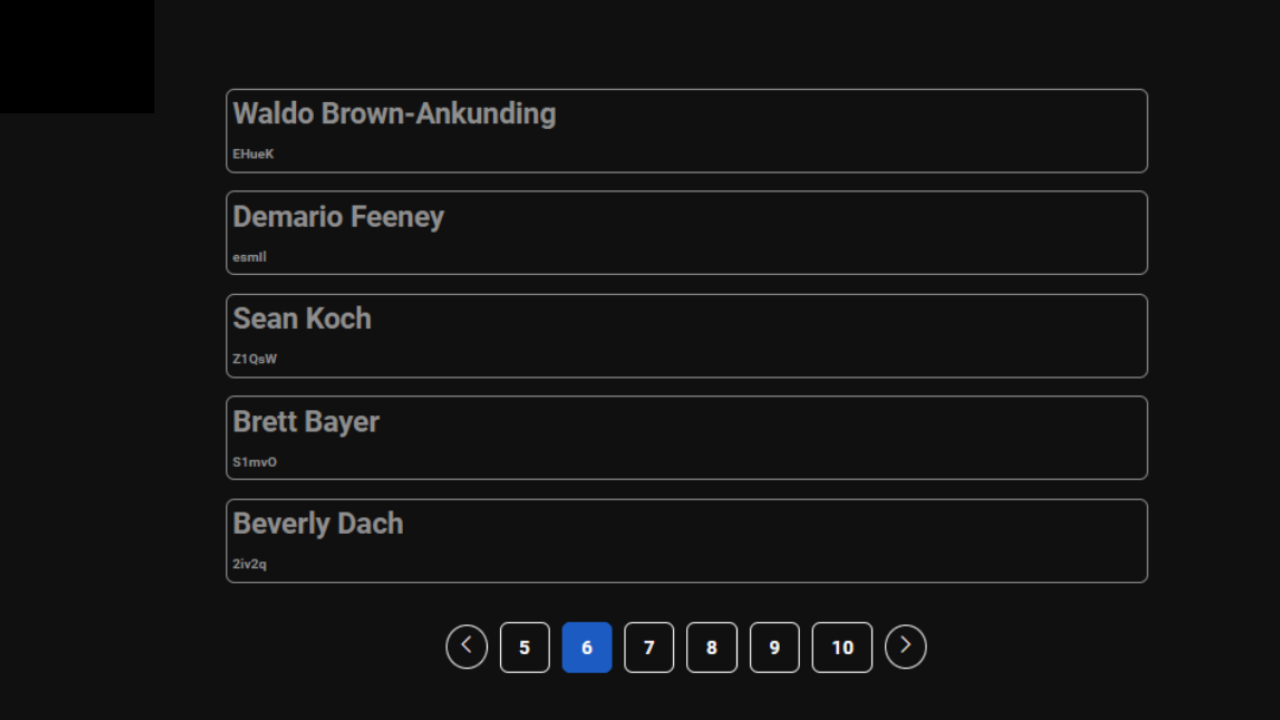 Waldo Brown-Ankunding
EHueK
Demario Feeney
esmIl
Sean Koch
Z1QsW
Brett Bayer
S1mvO
Beverly Dach
2iv2q
5 6 7 8 9 10